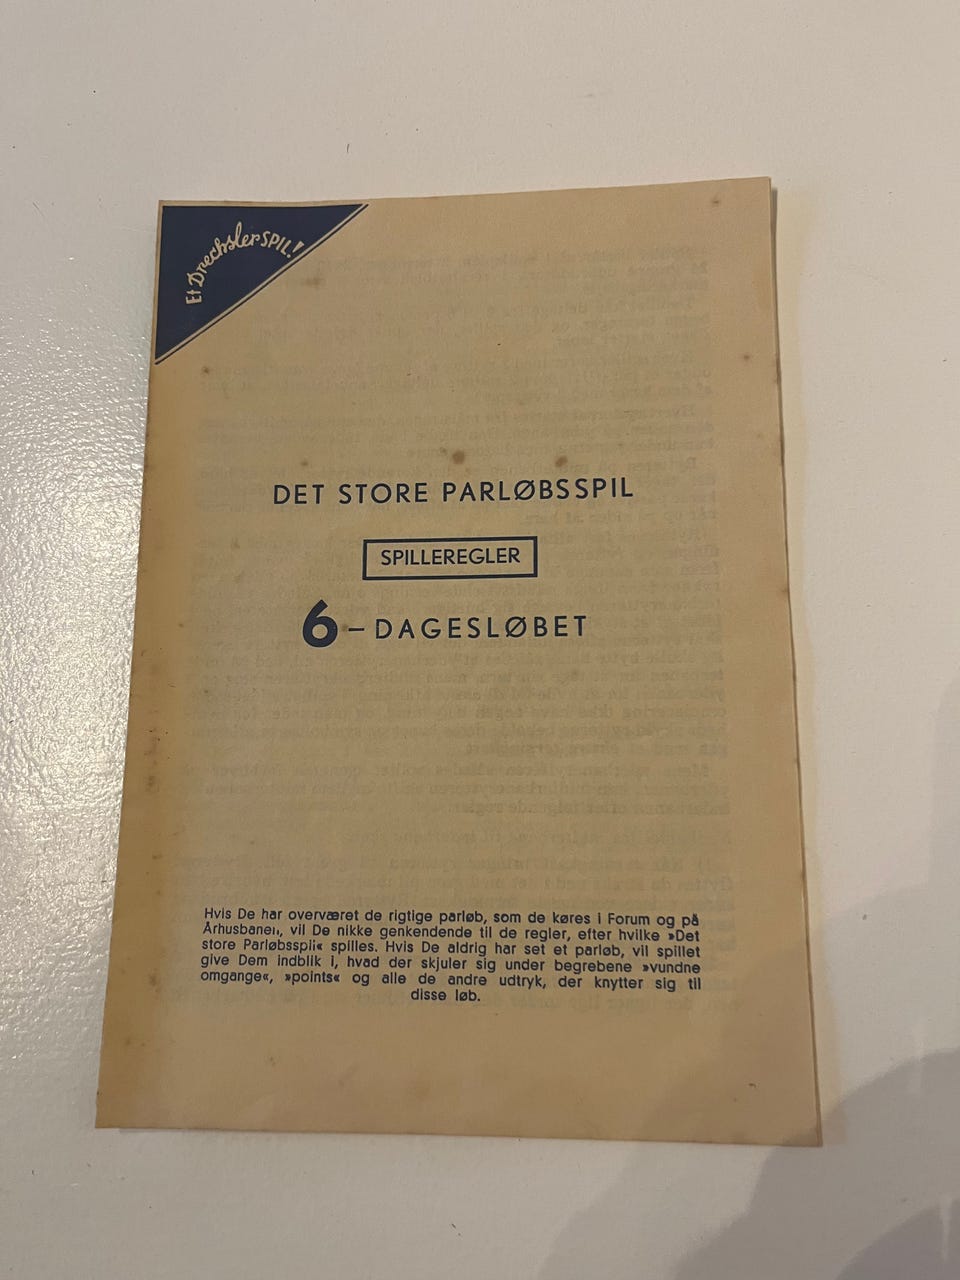 Et Drechsler SPIL!
DET STORE PARLØBSSPIL
SPILLEREGLER
6 – DAGESLØBET
Hvis De har overværet de rigtige parløb, som de køres i Forum og på
Århusbanen, vil De nikke genkendende til de regler, efter hvilke »Det
store Parløbsspil« spilles. Hvis De aldrig har set et parløb, vil spillet
give Dem indblik i, hvad der skjuler sig under begrebene »vundne
omgange«, »points« og alle de andre udtryk, der knytter sig til
disse løb.